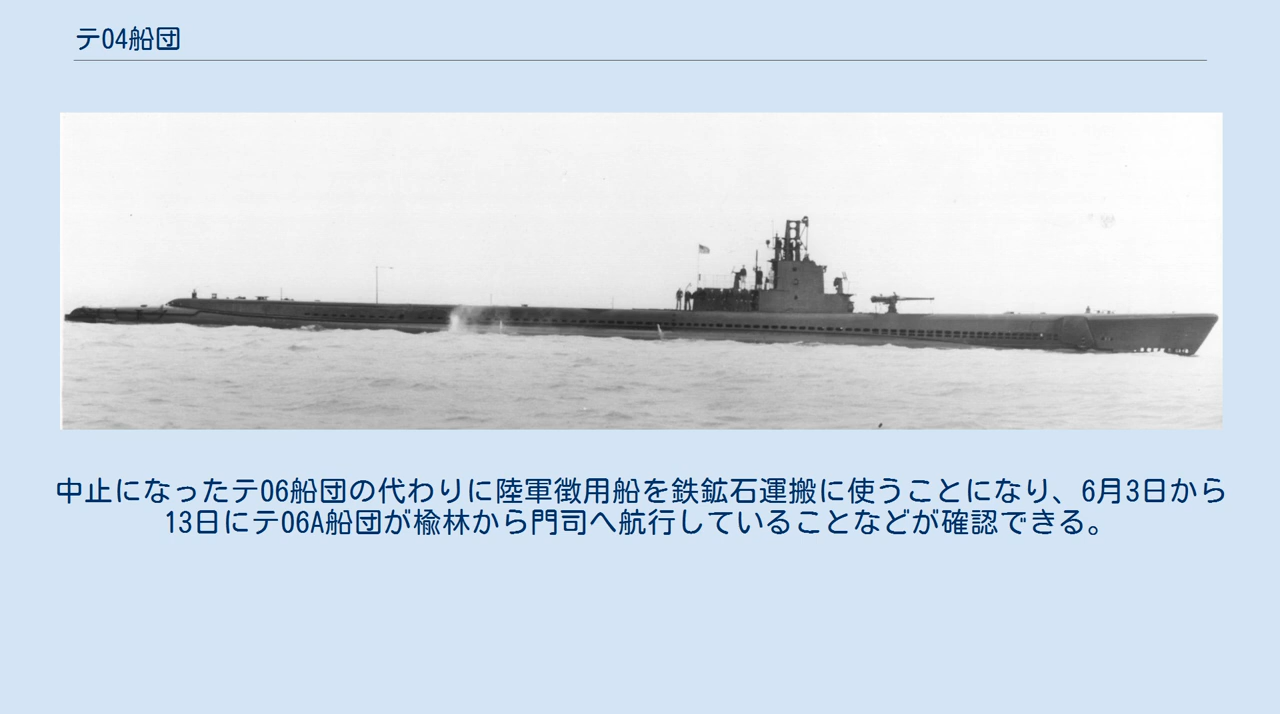 テ04船団
中止になったテ06船団の代わりに陸軍徴用船を鉄鉱石運搬に使うことになり、6月3日から
13日にテ06A船団が楡林から門司へ航行していることなどが確認できる。